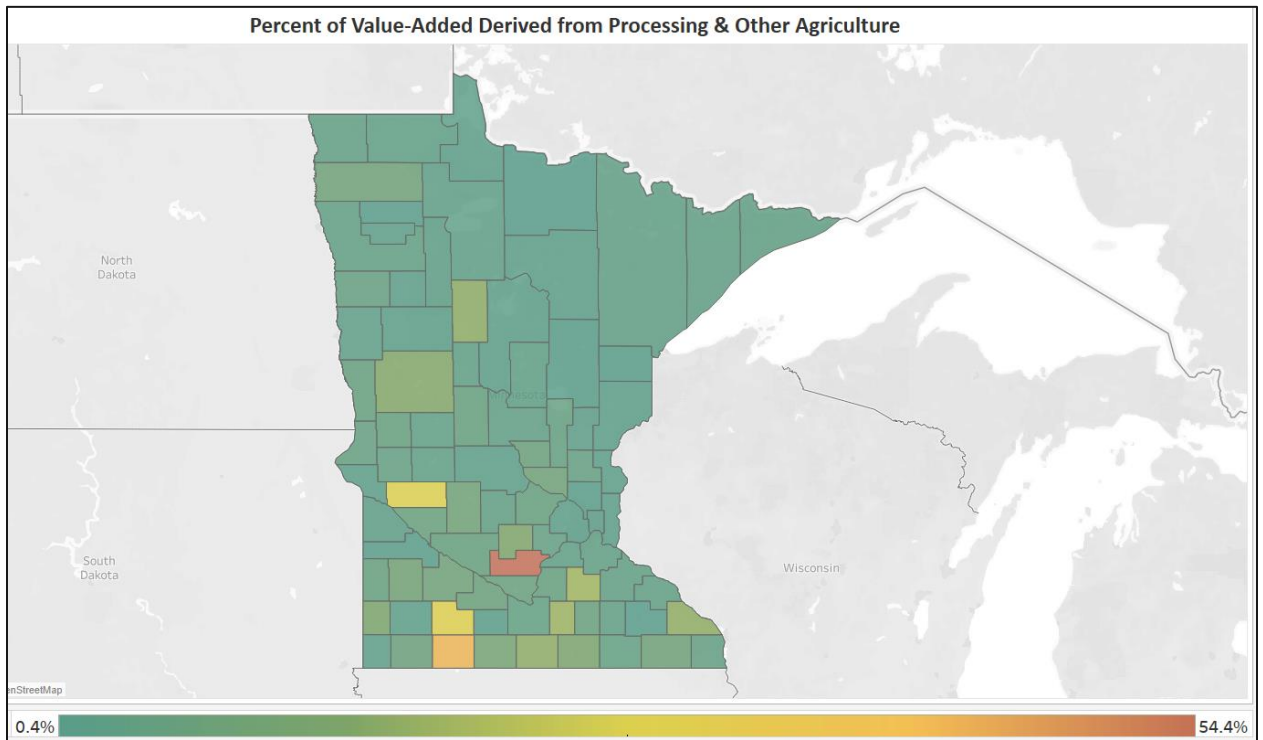 Percent of Value-Added Derived from Processing & Other Agriculture
North
Dakota
Minnesota
South
Dakota
Wisconsin
enStreetMap
0.4%
54.4%